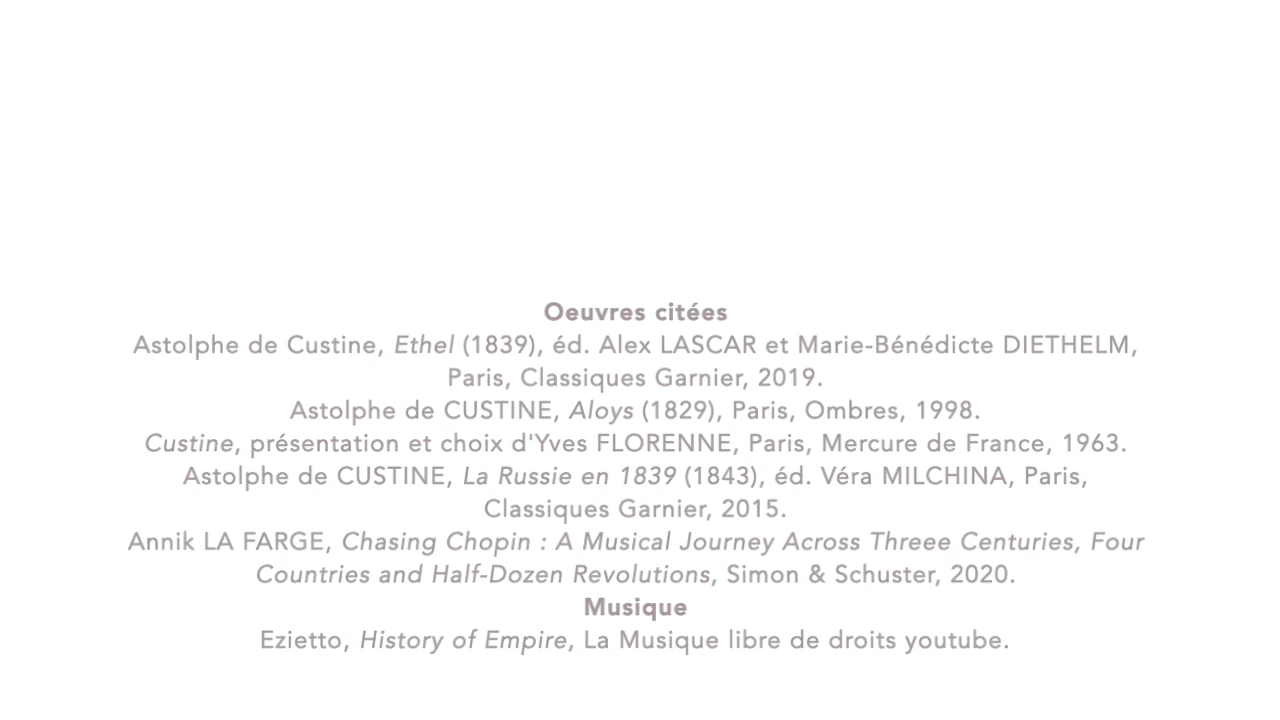 Oeuvres citées
Astolphe de Custine, Ethel (1839), éd. Alex LASCAR et Marie-Bénédicte DIETHELM,
Paris, Classiques Garnier, 2019.
Astolphe de CUSTINE, Aloys (1829), Paris, Ombres, 1998.
Custine, présentation et choix d'Yves FLORENNE, Paris, Mercure de France, 1963.
Astolphe de CUSTINE, La Russie en 1839 (1843), éd. Véra MILCHINA, Paris,
Classiques Garnier, 2015.
Annik LA FARGE, Chasing Chopin : A Musical Journey Across Threee Centuries, Four
Countries and Half-Dozen Revolutions, Simon & Schuster, 2020.
Musique
Ezietto, History of Empire, La Musique libre de droits youtube.